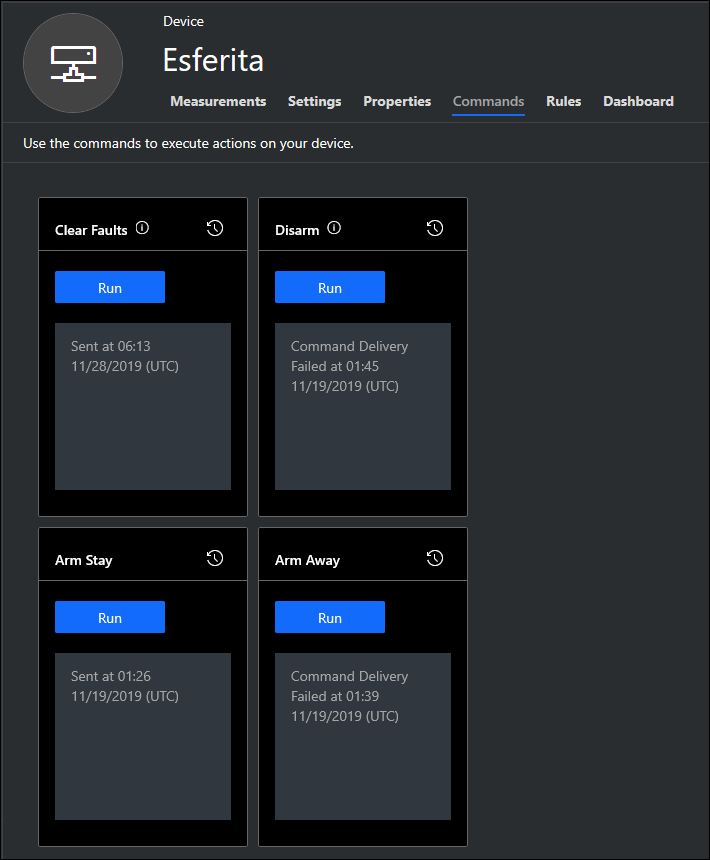 Device
Esferita
Measurements Settings Properties Commands Rules Dashboard
Use the commands to execute actions on your device.
Clear Faults
Run
Sent at 06:13
11/28/2019 (UTC)
Disarm
Run
Command Delivery
Failed at 01:45
11/19/2019 (UTC)
Arm Stay
Run
Sent at 01:26
11/19/2019 (UTC)
Arm Away
Run
Command Delivery
Failed at 01:39
11/19/2019 (UTC)